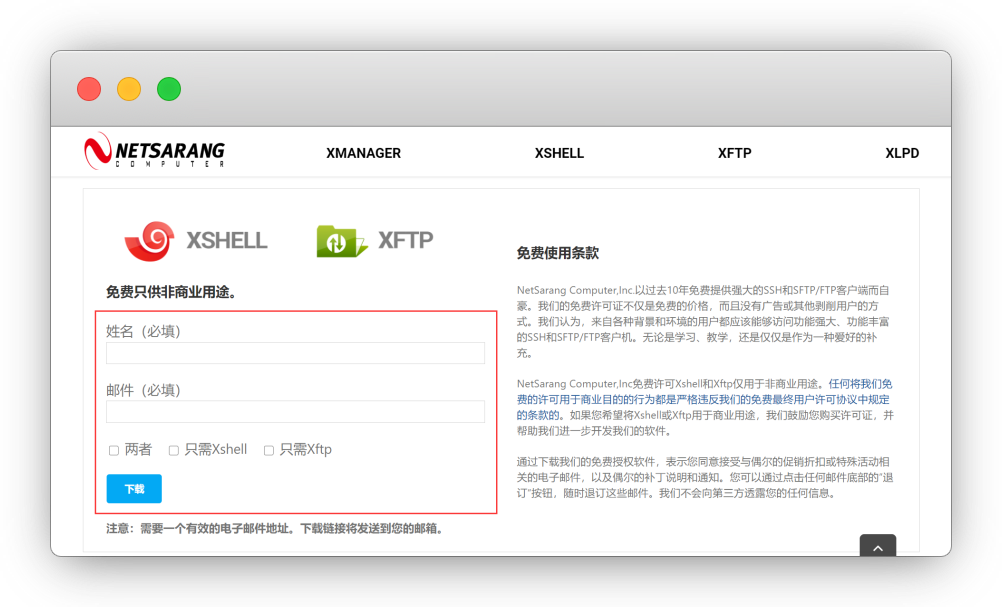 NETSARANG
COMPUTER
XMANAGER
XSHELL
XFTP
XLPD
XSHELL
XFTP
免费只供非商业用途。
姓名（必填）
邮件（必填）
两者
只需Xshell
只需Xftp
下载
注意：需要一个有效的电子邮件地址。下载链接将发送到您的邮箱。
免费使用条款
NetSarang Computer,Inc.以过去10年免费提供强大的SSH和SFTP/FTP客户端而自
豪。我们的免费许可证不仅是免费的价格，而且没有广告或其他剥削用户的方
式。我们认为，来自各种背景和环境的用户都应该能够访问功能强大、功能丰富
的SSH和SFTP/FTP客户机。无论是学习、教学，还是仅仅是作为一种爱好的补
充。
NetSarang Computer,Inc免费许可Xshell和Xftp仅用于非商业用途。任何将我们免
费的许可用于商业目的的行为都是严格违反我们的免费最终用户许可协议中规定
的条款的。如果您希望将Xshell或Xftp用于商业用途，我们鼓励您购买许可证，并
帮助我们进一步开发我们的软件。
通过下载我们的免费授权软件，表示您同意接受与偶尔的促销折扣或特殊活动相
关的电子邮件，以及偶尔的补丁说明和通知。您可以通过点击任何邮件底部的"退
订"按钮，随时退订这些邮件。我们不会向第三方透露您的任何信息。